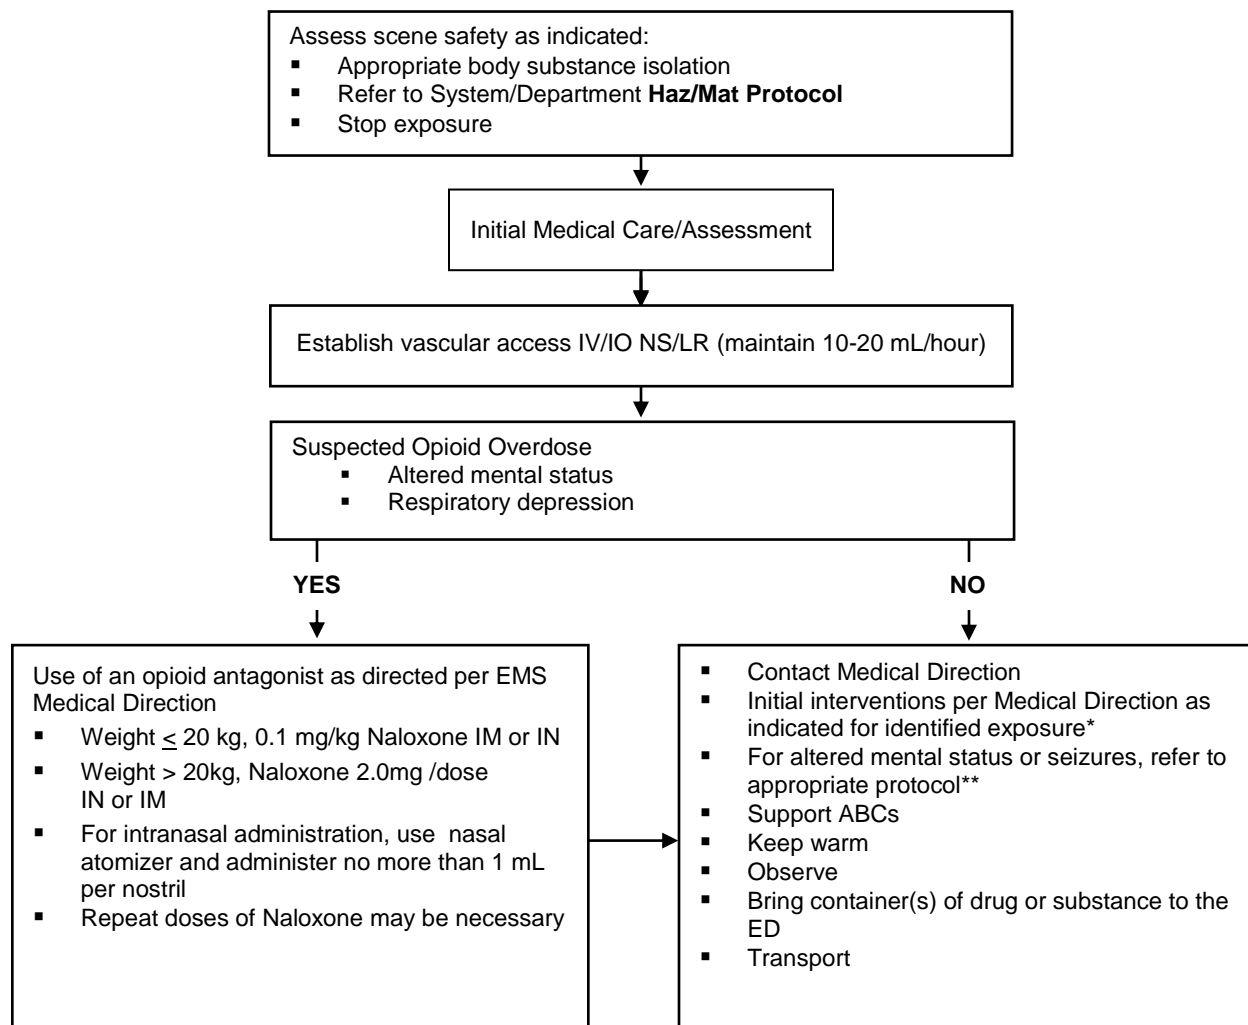 Assess scene safety as indicated:
▪ Appropriate body substance isolation
▪ Refer to System/Department Haz/Mat Protocol
▪ Stop exposure
Initial Medical Care/Assessment
Establish vascular access IV/IO NS/LR (maintain 10-20 mL/hour)
Suspected Opioid Overdose
▪ Altered mental status
▪ Respiratory depression
YES
NO
Use of an opioid antagonist as directed per EMS
Medical Direction
▪ Weight ≤ 20 kg, 0.1 mg/kg Naloxone IM or IN
▪ Weight > 20kg, Naloxone 2.0mg /dose
IN or IM
▪ For intranasal administration, use nasal
atomizer and administer no more than 1 mL
per nostril
▪ Repeat doses of Naloxone may be necessary
▪ Contact Medical Direction
▪ Initial interventions per Medical Direction as
indicated for identified exposure*
▪ For altered mental status or seizures, refer to
appropriate protocol**
▪ Support ABCs
▪ Keep warm
▪ Observe
▪ Bring container(s) of drug or substance to the
ED
▪ Transport